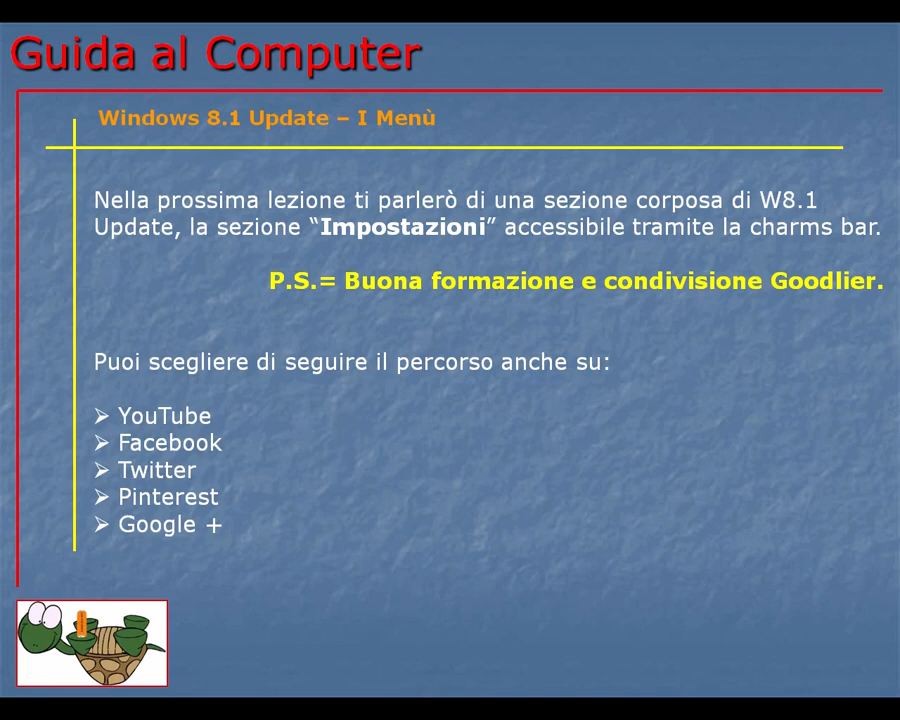 Guida al Computer
Windows 8.1 Update – I Menù
Nella prossima lezione ti parlerò di una sezione corposa di W8.1
Update, la sezione “Impostazioni” accessibile tramite la charms bar.
P.S.= Buona formazione e condivisione Goodlier.
Puoi scegliere di seguire il percorso anche su:
➢ YouTube
➢ Facebook
➢ Twitter
➢ Pinterest
➢ Google +